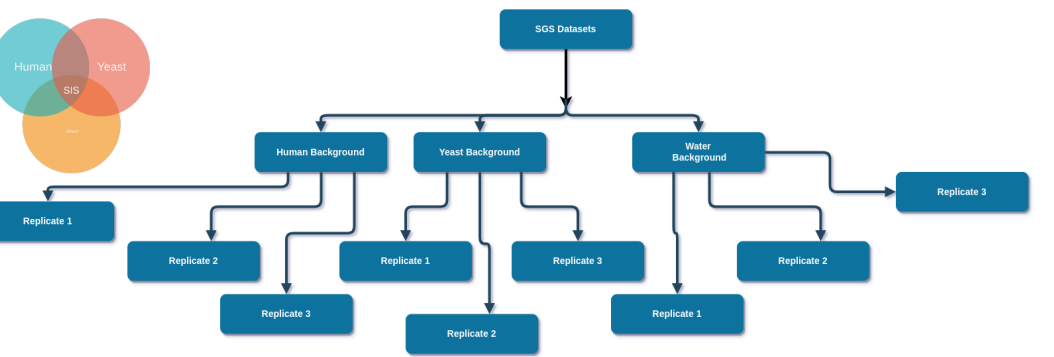 SGS Datasets
Human
Yeast
SIS
Human Background
Yeast Background
Water
Background
Replicate 3
Replicate 1
Replicate 2
Replicate 1
Replicate 3
Replicate 2
Replicate 3
Replicate 1
Replicate 2